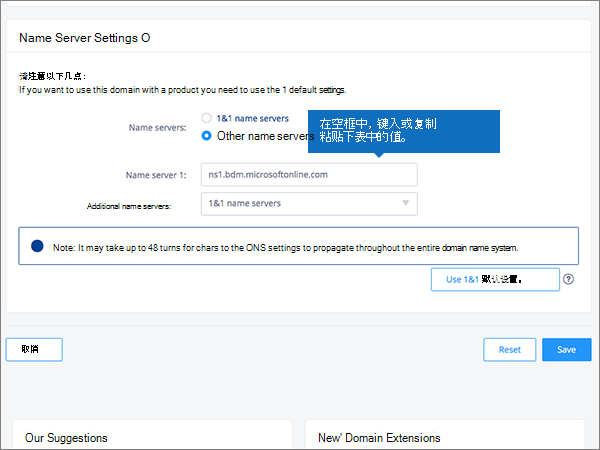 Name Server Settings O
请注意以下几点:
If you want to use this domain with a product you need to use the 1 default settings.
Name servers:
1&1 name servers
Other name servers
在空框中, 键入或复制
粘贴下表中的值。
Name server 1:
ns1.bdm.microsoftonline.com
Additional name servers:
1&1 name servers
Note: It may take up to 48 turns for chars to the ONS settings to propagate throughout the entire domain name system.
Use 1&1 默认设置。
?
取消
Reset
Save
Our Suggestions
New' Domain Extensions